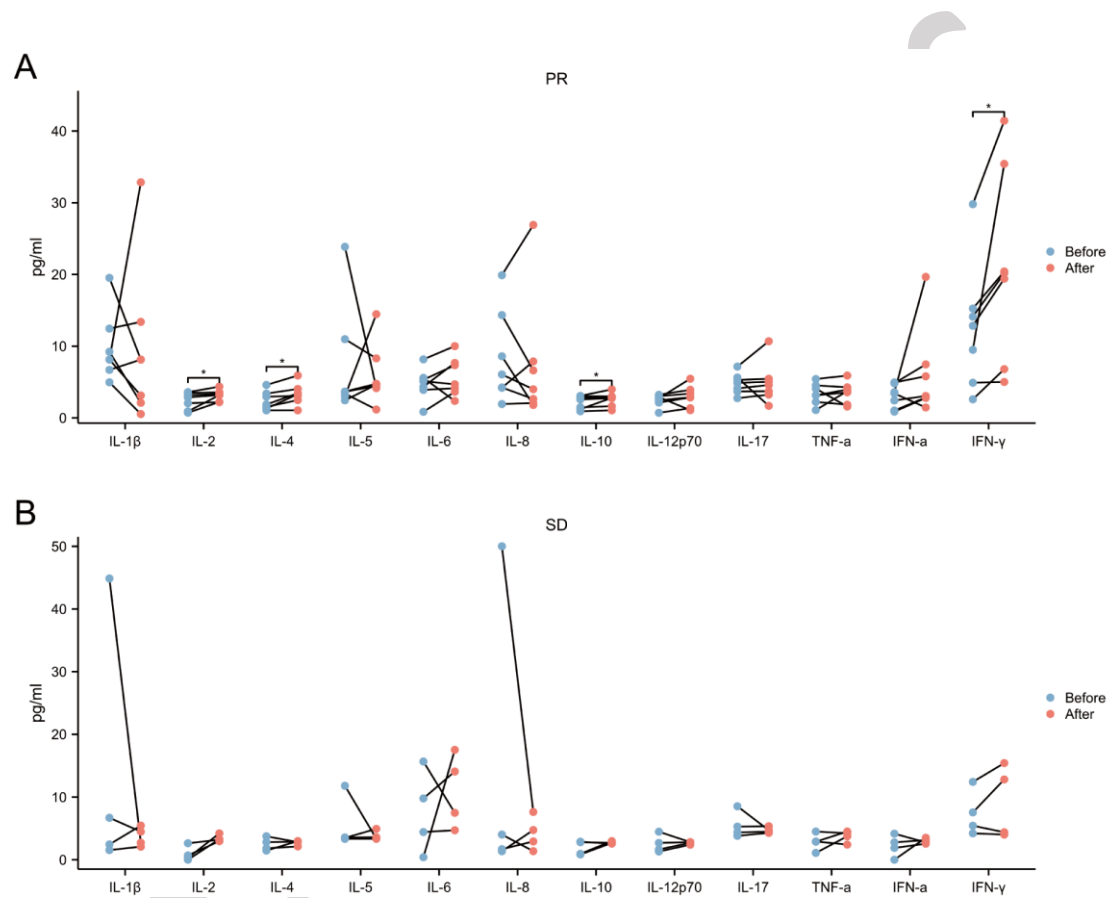 A
PR
pg/ml
40
30
20
10
0
*
*
*
*
Before
After
IL-1β IL-2 IL-4 IL-5 IL-6 IL-8 IL-10 IL-12p70 IL-17 TNF-a IFN-a IFN-γ
B
SD
pg/ml
50
40
30
20
10
0
Before
After
IL-1β IL-2 IL-4 IL-5 IL-6 IL-8 IL-10 IL-12p70 IL-17 TNF-a IFN-a IFN-γ